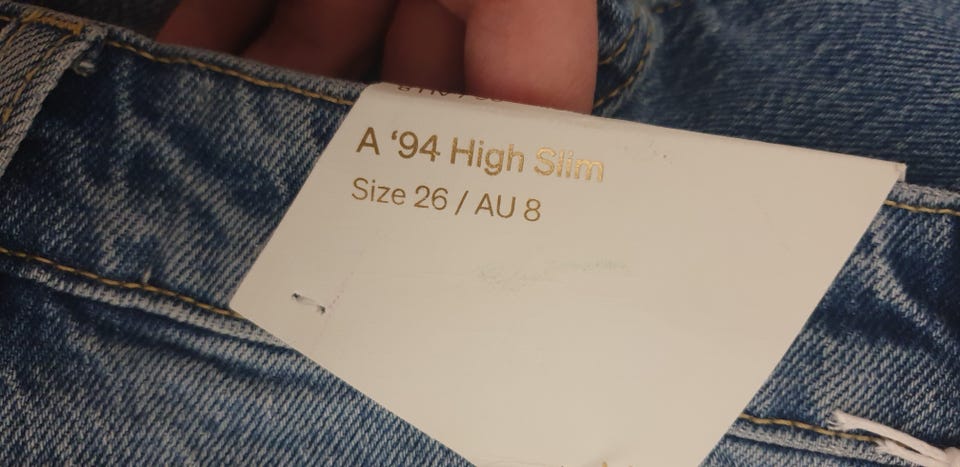 A ‘94 High Slim
Size 26 / AU 8